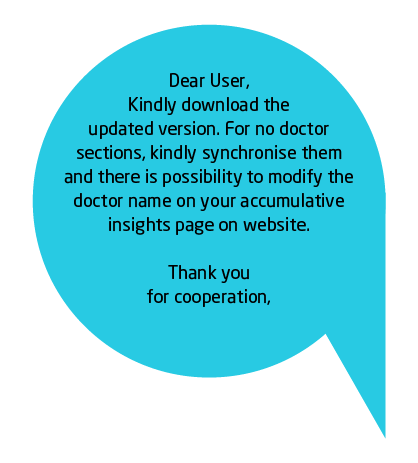 Dear User,
Kindly download the
updated version. For no doctor
sections, kindly synchronise them
and there is possibility to modify the
doctor name on your accumulative
insights page on website.
Thank you
for cooperation,